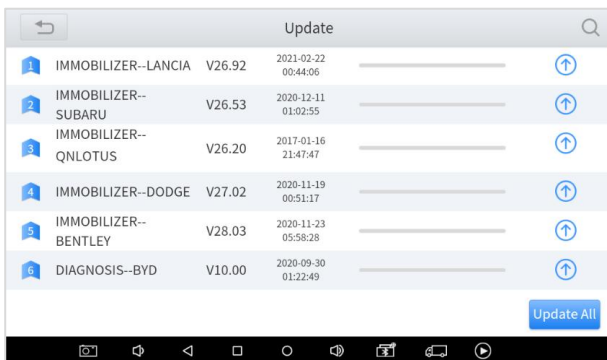 Update
1 IMMOBILIZER--LANCIA V26.92 2021-02-22
00:44:06
2 IMMOBILIZER--
SUBARU V26.53 2020-12-11
01:02:55
3 IMMOBILIZER--
QNLOTUS V26.20 2017-01-16
21:47:47
4 IMMOBILIZER--DODGE V27.02 2020-11-19
00:51:17
5 IMMOBILIZER--
BENTLEY V28.03 2020-11-23
05:58:28
6 DIAGNOSIS--BYD V10.00 2020-09-30
01:22:49
Update All